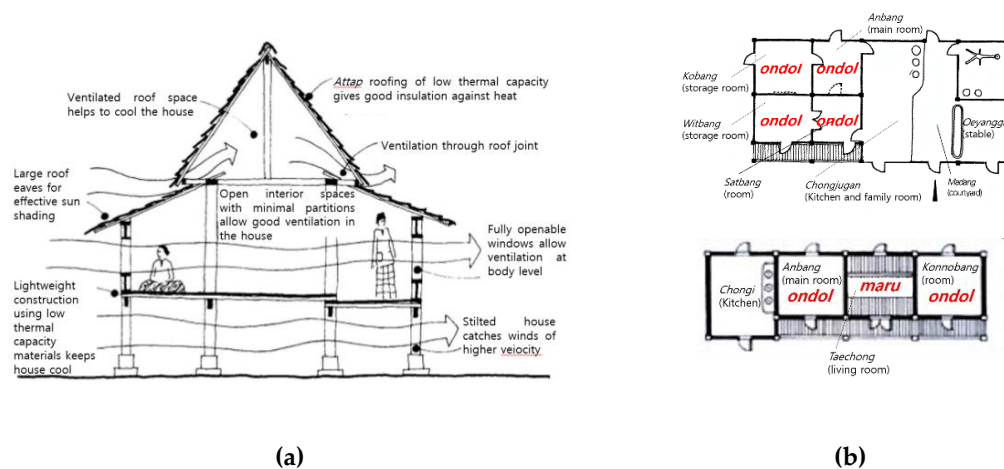 Ventilated roof space
helps to cool the house
Attap roofing of low thermal capacity
gives good insulation against heat
Ventilation through roof joint
Large roof
eaves for
effective sun
shading
Open interior spaces
with minimal partitions
allow good ventilation in
the house
Fully openable
windows allow
ventilation at
body level
Lightweight
construction
using low
thermal
capacity
materials keeps
house cool
Stilted house
catches winds of
higher veiocity
(a)
Anbang
(main room)
Kobang
(storage room)
ondol
ondol
Witbang
(storage room)
ondol
ondol
Oeyangga
(stable)
Satbang
(room)
Chongjugan
(Kitchen and family room)
Madang
(courtyard)
Chongi
(Kitchen)
Anbang
(main room)
ondol
maru
Konnobang
(room)
ondol
Taechong
(living room)
(b)